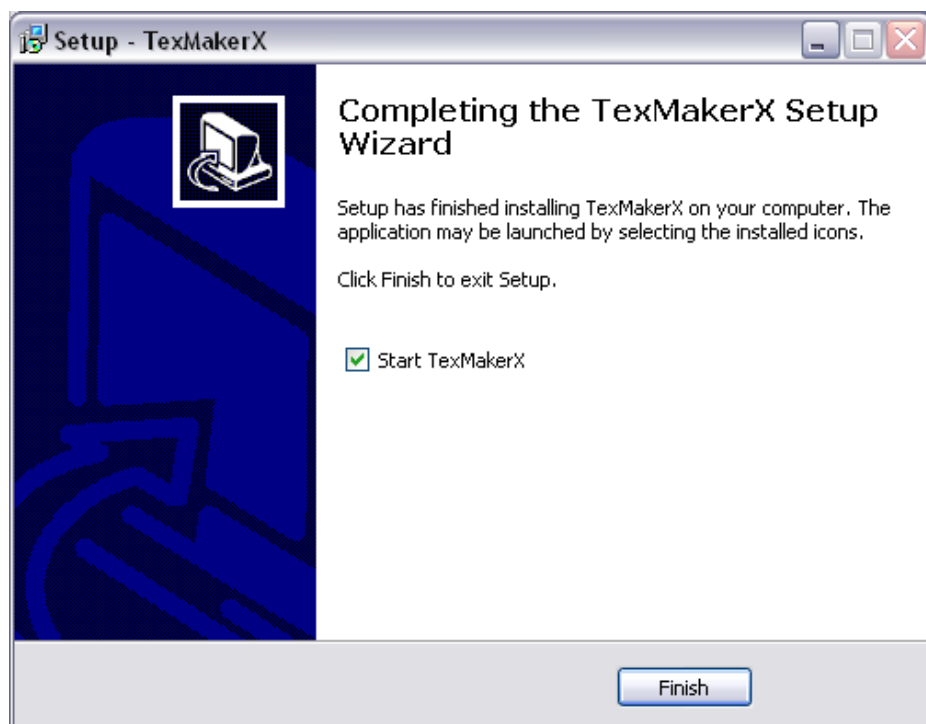 Setup - TexMakerX
Completing the TexMakerX Setup
Wizard
Setup has finished installing TexMakerX on your computer. The
application may be launched by selecting the installed icons.
Click Finish to exit Setup.
Start TexMakerX
Finish